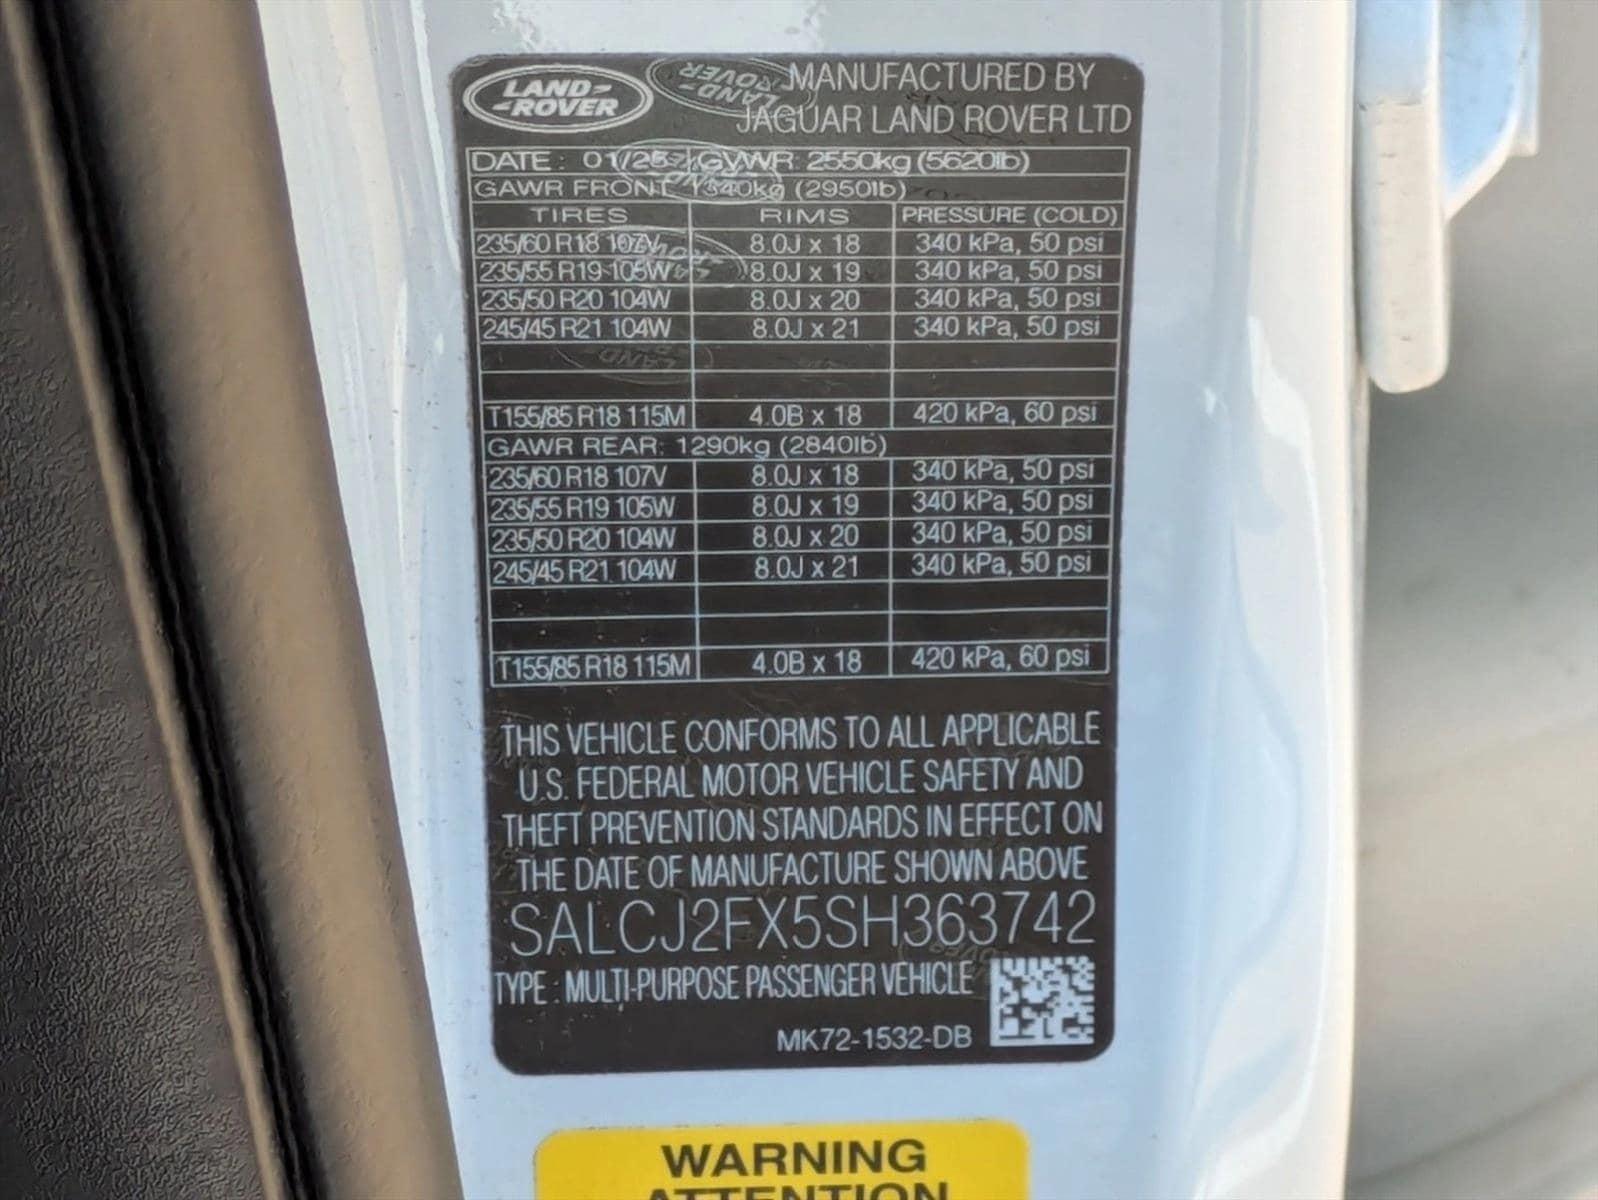 LAND
ROVER
MANUFACTURED BY
JAGUAR LAND ROVER LTD
DATE : 01/25 GVWR: 2550kg (5620lb)
GAWR FRONT: 1340kg (2950lb)
TIRES RIMS PRESSURE (COLD)
235/60 R18 107V 8.0J x 18 340 kPa, 50 psi
235/55 R19 105W 8.0J x 19 340 kPa, 50 psi
235/50 R20 104W 8.0J x 20 340 kPa, 50 psi
245/45 R21 104W 8.0J x 21 340 kPa, 50 psi
T155/85 R18 115M 4.0B x 18 420 kPa, 60 psi
GAWR REAR: 1290kg (2840lb)
235/60 R18 107V 8.0J x 18 340 kPa, 50 psi
235/55 R19 105W 8.0J x 19 340 kPa, 50 psi
235/50 R20 104W 8.0J x 20 340 kPa, 50 psi
245/45 R21 104W 8.0J x 21 340 kPa, 50 psi
T155/85 R18 115M 4.0B x 18 420 kPa, 60 psi
THIS VEHICLE CONFORMS TO ALL APPLICABLE
U.S. FEDERAL MOTOR VEHICLE SAFETY AND
THEFT PREVENTION STANDARDS IN EFFECT ON
THE DATE OF MANUFACTURE SHOWN ABOVE
SALCJ2FX5SH363742
TYPE : MULTI-PURPOSE PASSENGER VEHICLE
MK72-1532-DB
WARNING
ATTENTION